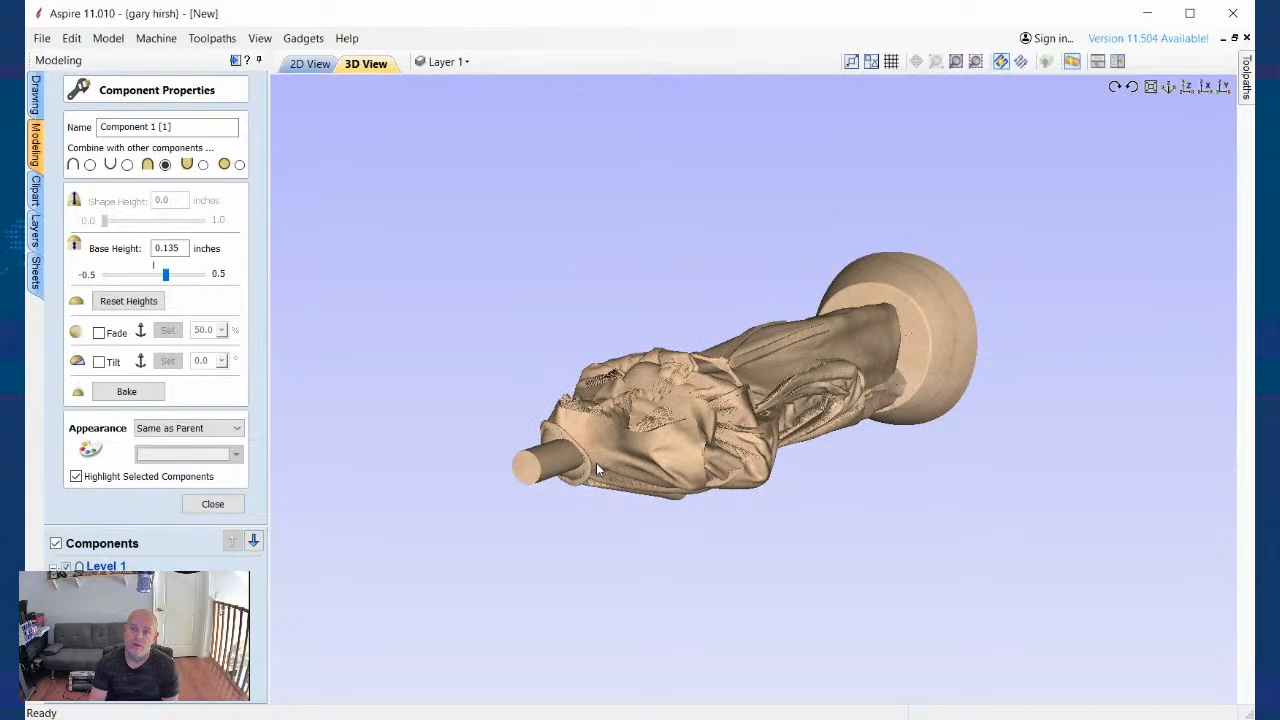 Aspire 11.010 - {gary hirsh} - [New]
File Edit Model Machine Toolpaths View Gadgets Help
Sign in... Version 11.504 Available!
Modeling
2D View 3D View Layer 1
Toolpaths
Drawing
Modeling
Clipart
Layers
Sheets
Component Properties
Name Component 1 [1]
Combine with other components ...
Shape Height: 0.0 inches
0.0 1.0
Base Height: 0.135 inches
-0.5 0.5
Reset Heights
Fade Set 50.0 %
Tilt Set 0.0 °
Bake
Appearance Same as Parent
Highlight Selected Components
Close
Components
Level 1
Ready